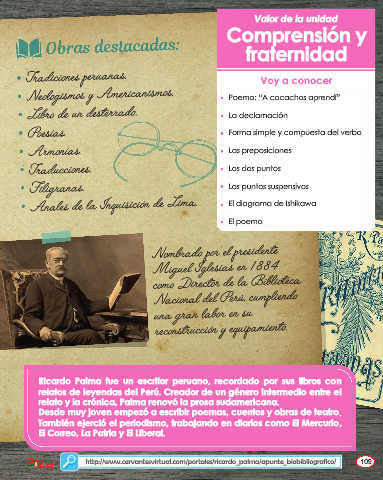 Obras destacadas:
• Tradiciones peruanas.
• Neologismos y Americanismos.
• Libro de un desterrado.
• Poesías.
• Armonías.
• Traducciones.
• Filigranas.
• Anales de la Inquisición de Lima.
Valor de la unidad
Comprensión y
fraternidad
Voy a conocer
• Poema: “A cocachos aprendí”
• La declamación
• Forma simple y compuesta del verbo
• Las preposiciones
• Los dos puntos
• Los puntos suspensivos
• El diagrama de Ishikawa
• El poema
Nombrado por el presidente
Miguel Iglesias en 1884
como Director de la Biblioteca
Nacional del Perú, cumpliendo
una gran labor en su
reconstrucción y equipamiento.
Ricardo Palma fue un escritor peruano, recordado por sus libros con
relatos de leyendas del Perú. Creador de un género intermedio entre el
relato y la crónica, Palma renovó la prosa sudamericana.
Desde muy joven empezó a escribir poemas, cuentos y obras de teatro.
También ejerció el periodismo, trabajando en diarios como El Mercurio,
El Correo, La Patria y El Liberal.
http://www.cervantesvirtual.com/portales/ricardo_palma/apunte_biobibliografico/
109